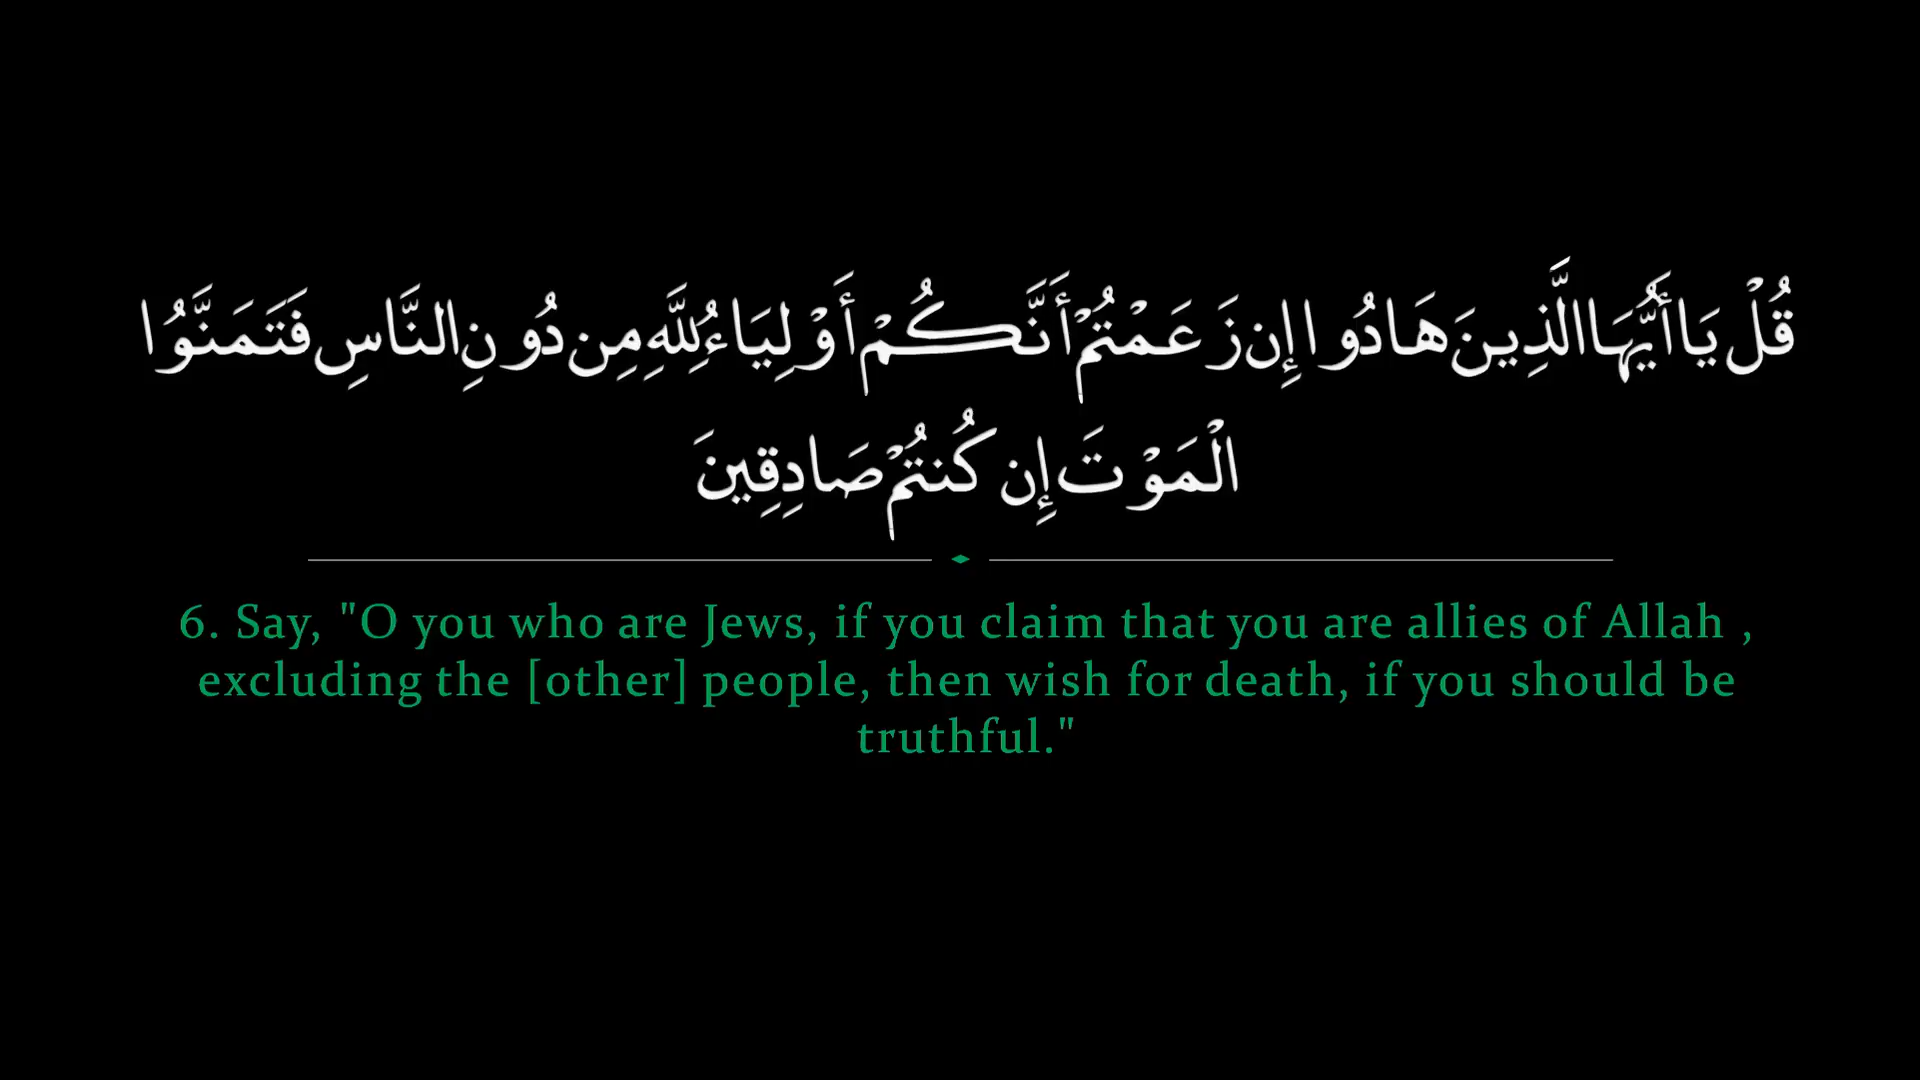 قُلْ يَا أَيُّهَا الَّذِينَ هَادُوا إِن زَعَمْتُمْ أَنَّكُمْ أَوْلِيَاءُ لِلَّهِ مِن دُونِ النَّاسِ فَتَمَنَّوُا
الْمَوْتَ إِن كُنتُمْ صَادِقِينَ
6. Say, "O you who are Jews, if you claim that you are allies of Allah ,
excluding the [other] people, then wish for death, if you should be
truthful."